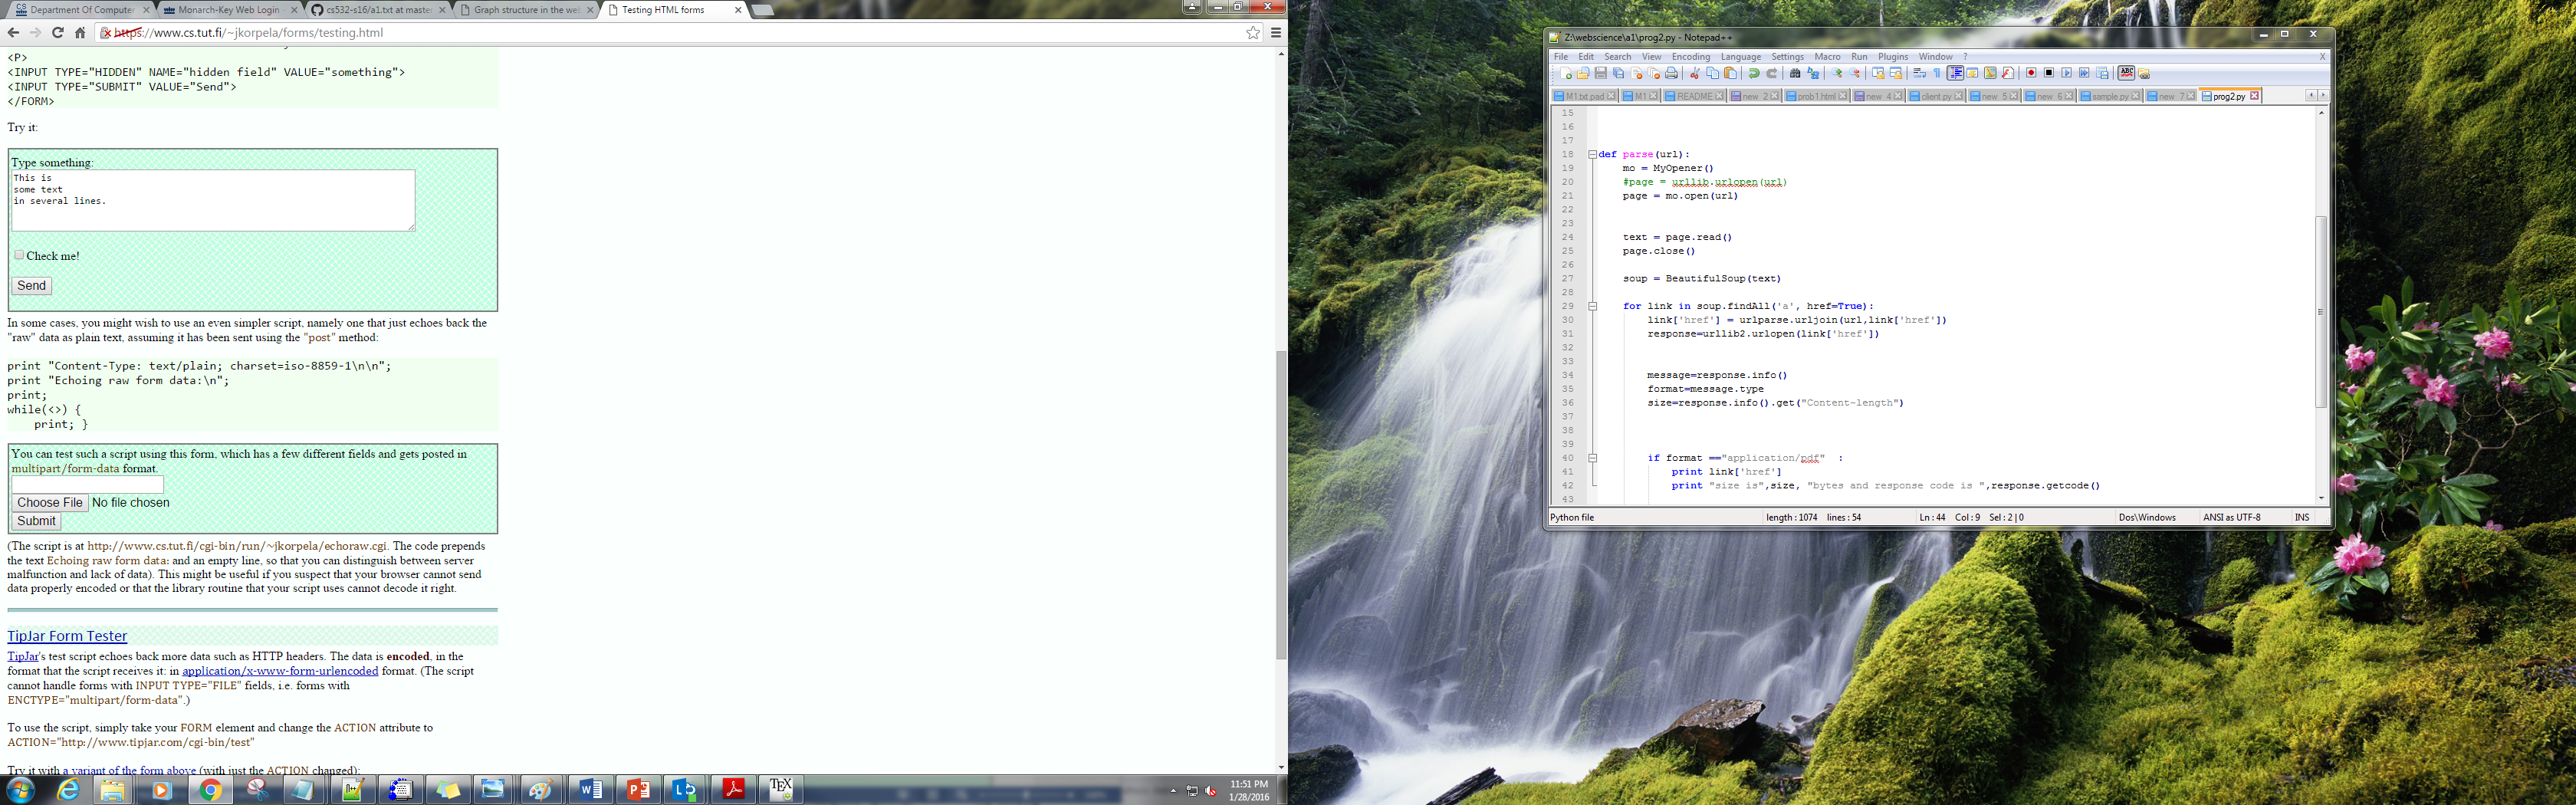 Department Of Computer
Monarch-Key Web Login -
cs532-s16/a1.txt at master
Graph structure in the we
Testing HTML forms
https://www.cs.tut.fi/~jkorpela/forms/testing.html
<P>
<INPUT TYPE="HIDDEN" NAME="hidden field" VALUE="something">
<INPUT TYPE="SUBMIT" VALUE="Send">
</FORM>
Try it:
Type something:
This is
some text
in several lines.
Check me!
Send
In some cases, you might wish to use an even simpler script, namely one that just echoes back the
"raw" data as plain text, assuming it has been sent using the "post" method:
print "Content-Type: text/plain; charset=iso-8859-1\n\n";
print "Echoing raw form data:\n";
print;
while(<>) {
print; }
You can test such a script using this form, which has a few different fields and gets posted in
multipart/form-data format.
Choose File No file chosen
Submit
(The script is at http://www.cs.tut.fi/cgi-bin/run/~jkorpela/echoraw.cgi. The code prepends
the text Echoing raw form data: and an empty line, so that you can distinguish between server
malfunction and lack of data). This might be useful if you suspect that your browser cannot send
data properly encoded or that the library routine that your script uses cannot decode it right.
TipJar Form Tester
TipJar's test script echoes back more data such as HTTP headers. The data is encoded, in the
format that the script receives it: in application/x-www-form-urlencoded format. (The script
cannot handle forms with INPUT TYPE="FILE" fields, i.e. forms with
ENCTYPE="multipart/form-data".)
To use the script, simply take your FORM element and change the ACTION attribute to
ACTION="http://www.tipjar.com/cgi-bin/test"
Try it with a variant of the form above (with just the ACTION changed):
11:51 PM
1/28/2016
Z:\webscience\a1\prog2.py - Notepad++
File Edit Search View Encoding Language Settings Macro Run Plugins Window ? X
M1.txt.pad M1 README new 2 prob1.html new 4 client.py new 5 new 6 sample.py new 7 prog2.py
15
16
17
18 def parse(url):
19 mo = MyOpener()
20 #page = urllib.urlopen(url)
21 page = mo.open(url)
22
23
24 text = page.read()
25 page.close()
26
27 soup = BeautifulSoup(text)
28
29 for link in soup.findAll('a', href=True):
30 link['href'] = urlparse.urljoin(url,link['href'])
31 response=urllib2.urlopen(link['href'])
32
33
34 message=response.info()
35 format=message.type
36 size=response.info().get("Content-length")
37
38
39
40 if format =="application/pdf" :
41 print link['href']
42 print "size is",size, "bytes and response code is ",response.getcode()
43
Python file length : 1074 lines : 54 Ln : 44 Col : 9 Sel : 2 | 0 Dos\Windows ANSI as UTF-8 INS